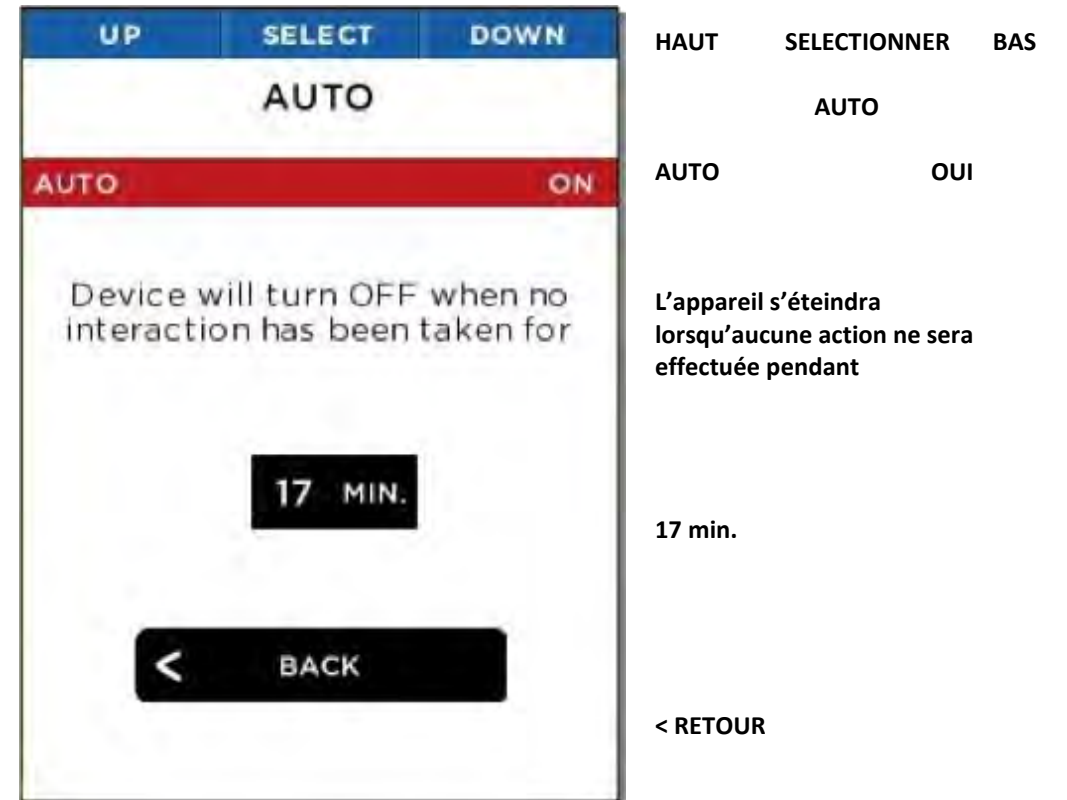 UP SELECT DOWN
AUTO
AUTO ON
Device will turn OFF when no
interaction has been taken for
17 MIN.
< BACK
HAUT SELECTIONNER BAS
AUTO
AUTO OUI
L’appareil s’éteindra
lorsqu’aucune action ne sera
effectuée pendant
17 min.
< RETOUR